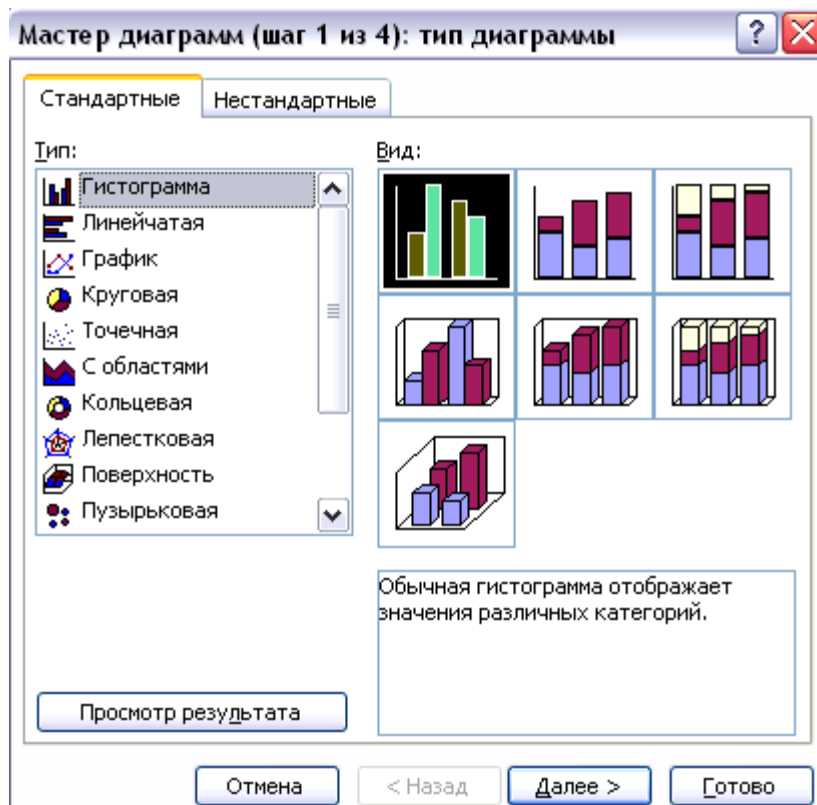 Мастер диаграмм (шаг 1 из 4): тип диаграммы
Стандартные
Нестандартные
Тип:
Гистограмма
Линейчатая
График
Круговая
Точечная
С областями
Кольцевая
Лепестковая
Поверхность
Пузырьковая
Вид:
Обычная гистограмма отображает
значения различных категорий.
Просмотр результата
Отмена
< Назад
Далее >
Готово